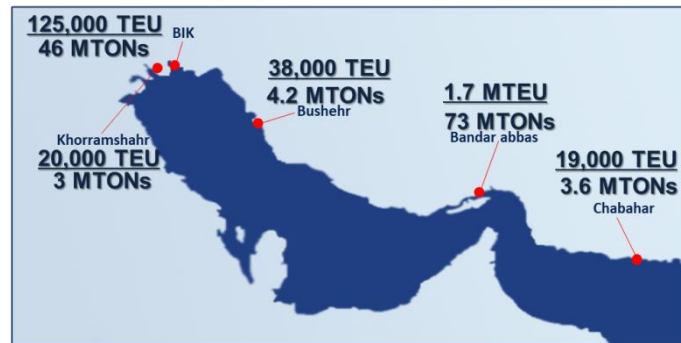 125,000 TEU
46 MTONs
BIK
38,000 TEU
4.2 MTONs
Bushehr
1.7 MTEU
73 MTONs
Bandar abbas
Khorramshahr
20,000 TEU
3 MTONs
19,000 TEU
3.6 MTONs
Chabahar